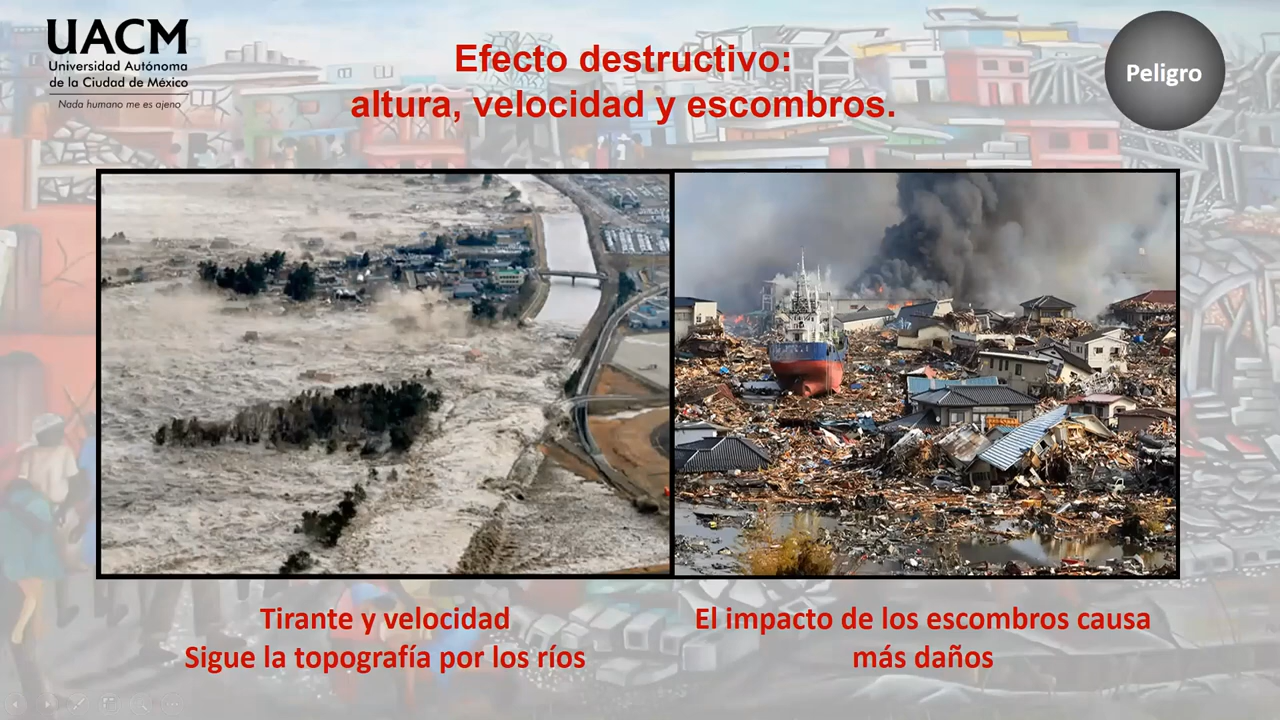 UACM
Universidad Autónoma
de la Ciudad de México
Nada humano me es ajeno
Efecto destructivo:
altura, velocidad y escombros.
Peligro
Tirante y velocidad
Sigue la topografía por los ríos
El impacto de los escombros causa
más daños